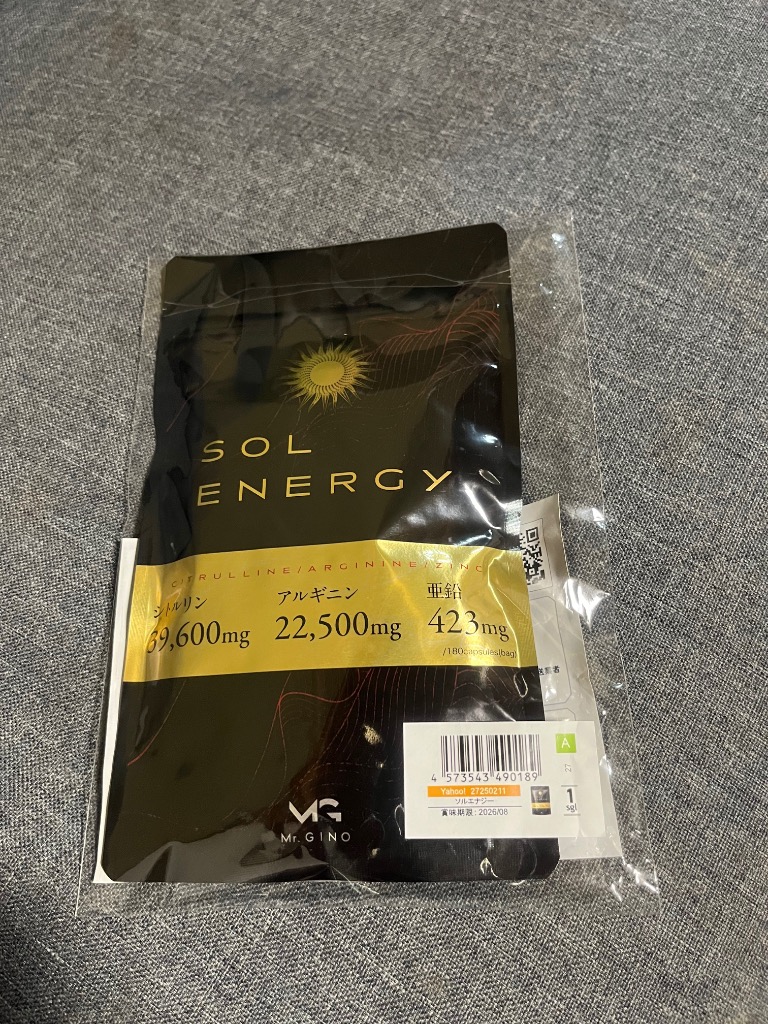 SOL
ENERGY
CITRULLINE/ARGININE/ZINC
シトルリン アルギニン 亜鉛
39,600mg 22,500mg 423mg
/180capsules(bag)
MG
Mr. GINO
4 573543 490189
Yahoo! 27250211
ソルエナジー
賞味期限:2026/08
A
27
1
sgl